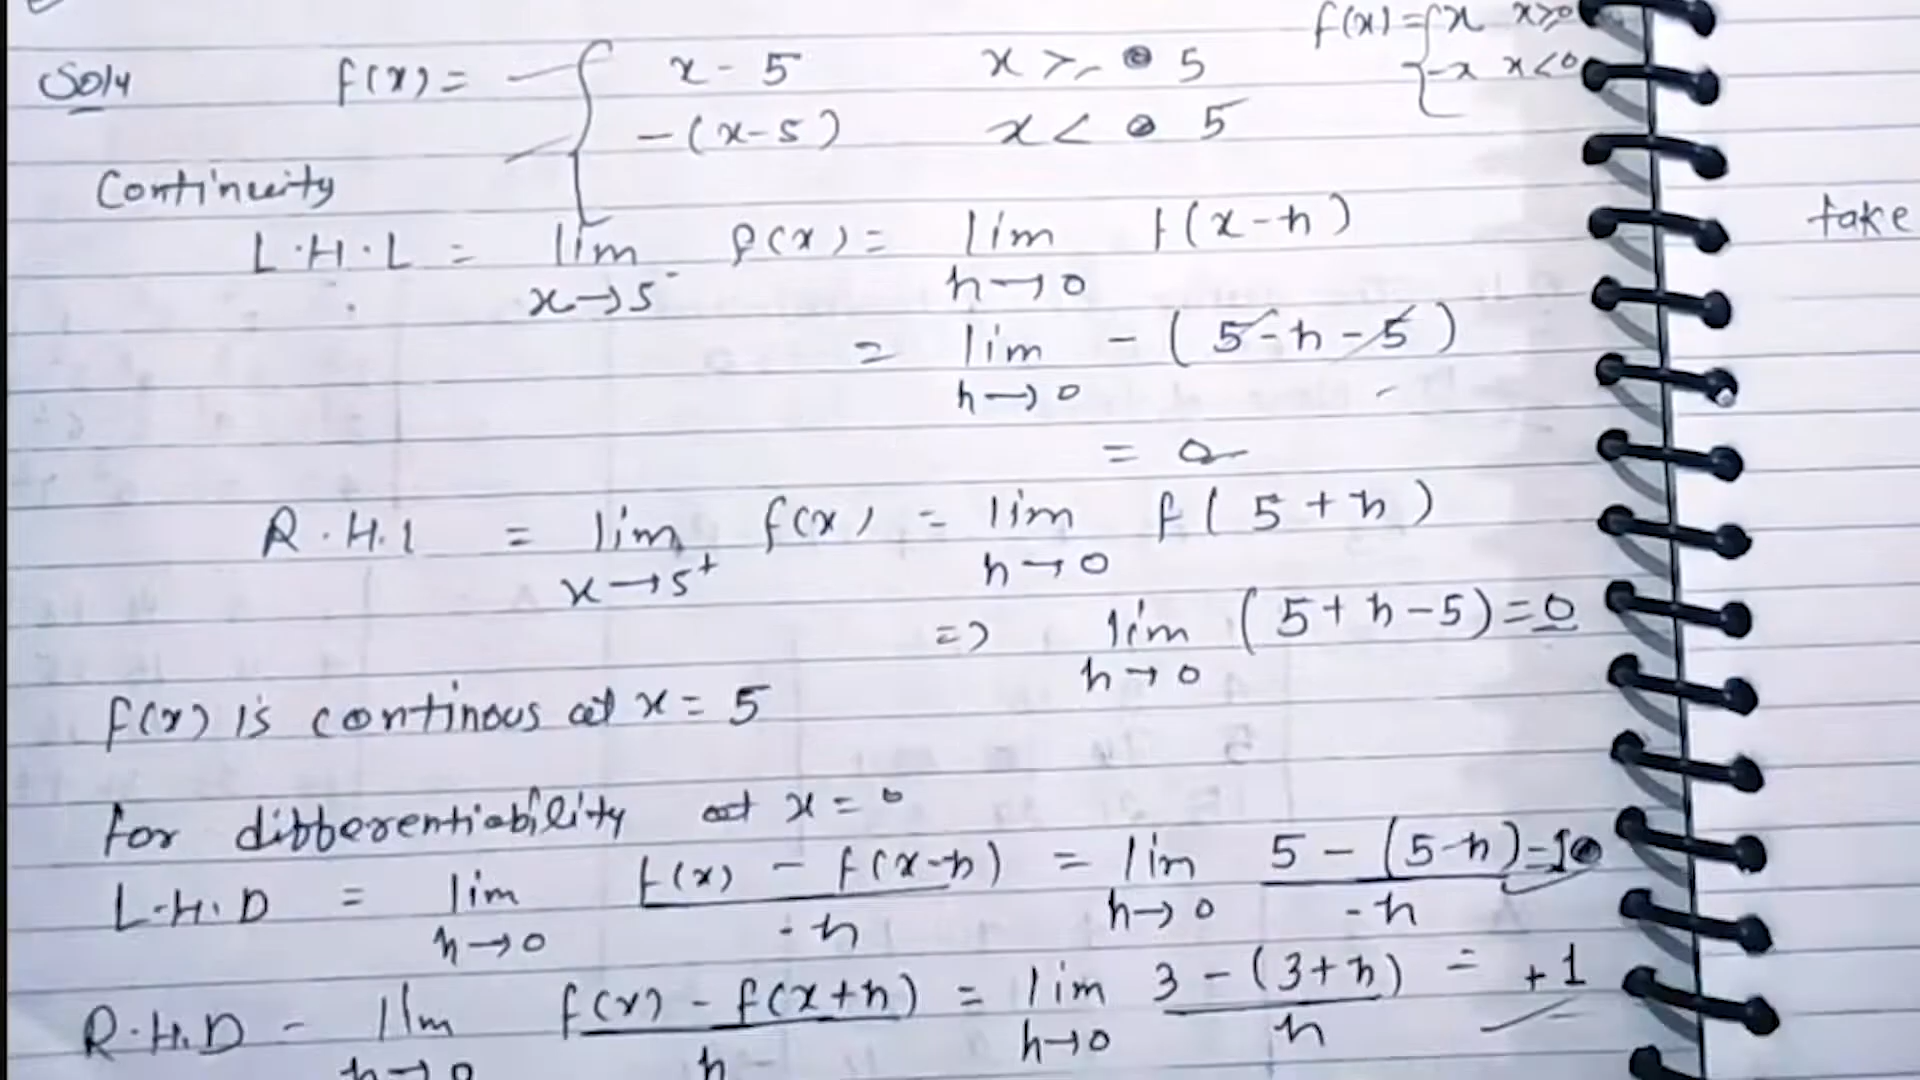 f(x) = { x x≥0
-x x<0
Soln f(x) = { x - 5 x ≥ 5
-(x-5) x < 5
Continuity
L.H.L = lim x→5⁻ f(x) = lim h→0 f(x-h)
= lim h→0 - (5-h-5)
= 0
R.H.L = lim x→5⁺ f(x) = lim h→0 f(5+h)
=> lim h→0 (5+h-5) = 0
f(x) is continous at x = 5
for differentiability at x = 0
L.H.D = lim h→0 f(x) - f(x-h) / -h = lim h→0 5 - (5-h) / -h =
R.H.D - lim h→0 f(x) - f(x+h) / h = lim h→0 3 - (3+h) / h = +1
take